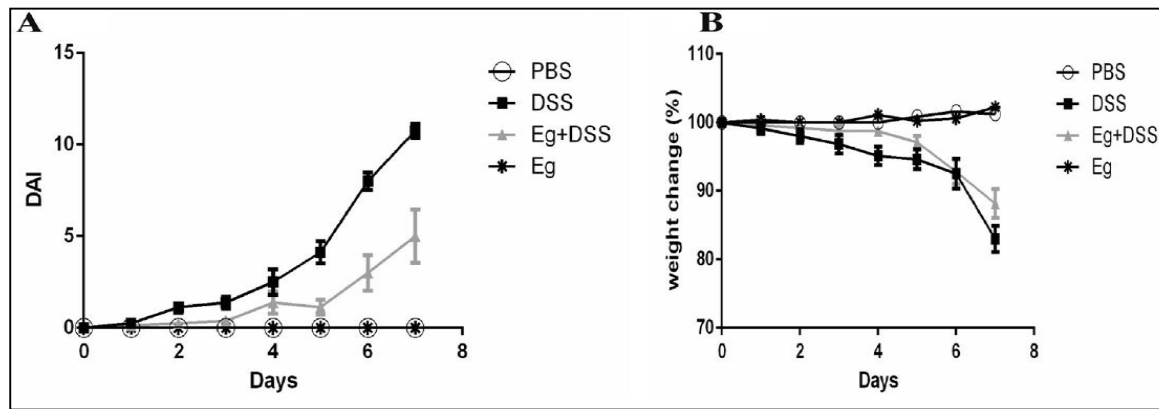 A
DAI
15
10
5
0
0 2 4 6 8
Days
PBS
DSS
Eg+DSS
Eg
B
weight change (%)
110
100
90
80
70
0 2 4 6 8
Days
PBS
DSS
Eg+DSS
Eg